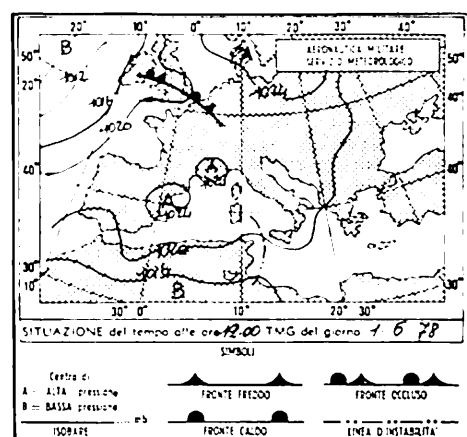 20° 10° 0° 10° 20° 30° 40°
AERONAUTICA MILITARE
SERVIZIO METEOROLOGICO
B
A
50°
50°
20°
1012
1016
1020
1024
45°
40°
40°
A
A
1024
1020
30°
10°
B
30°
30° 0° 10° 20° 30°
SITUAZIONE del tempo alle ore 12.00 TMG del giorno 1 6 78
SIMBOLI
Centro di
A = ALTA pressione
B = BASSA pressione
FRONTE FREDDO
FRONTE OCCLUSO
mb
ISOBARE
FRONTE CALDO
LINEA D'INSTABILITA'